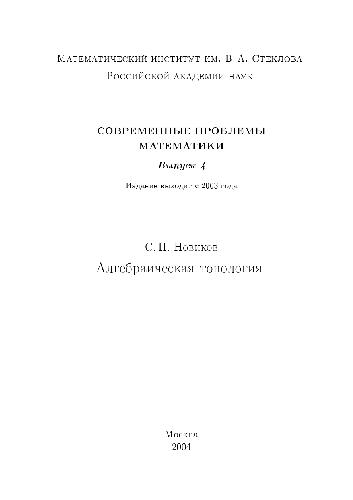 Математический институт им. В. А. Стеклова
Российской академии наук
СОВРЕМЕННЫЕ ПРОБЛЕМЫ
МАТЕМАТИКИ
Выпуск 4
Издание выходит с 2003 года
С. П. Новиков
Алгебраическая топология
Москва
2004